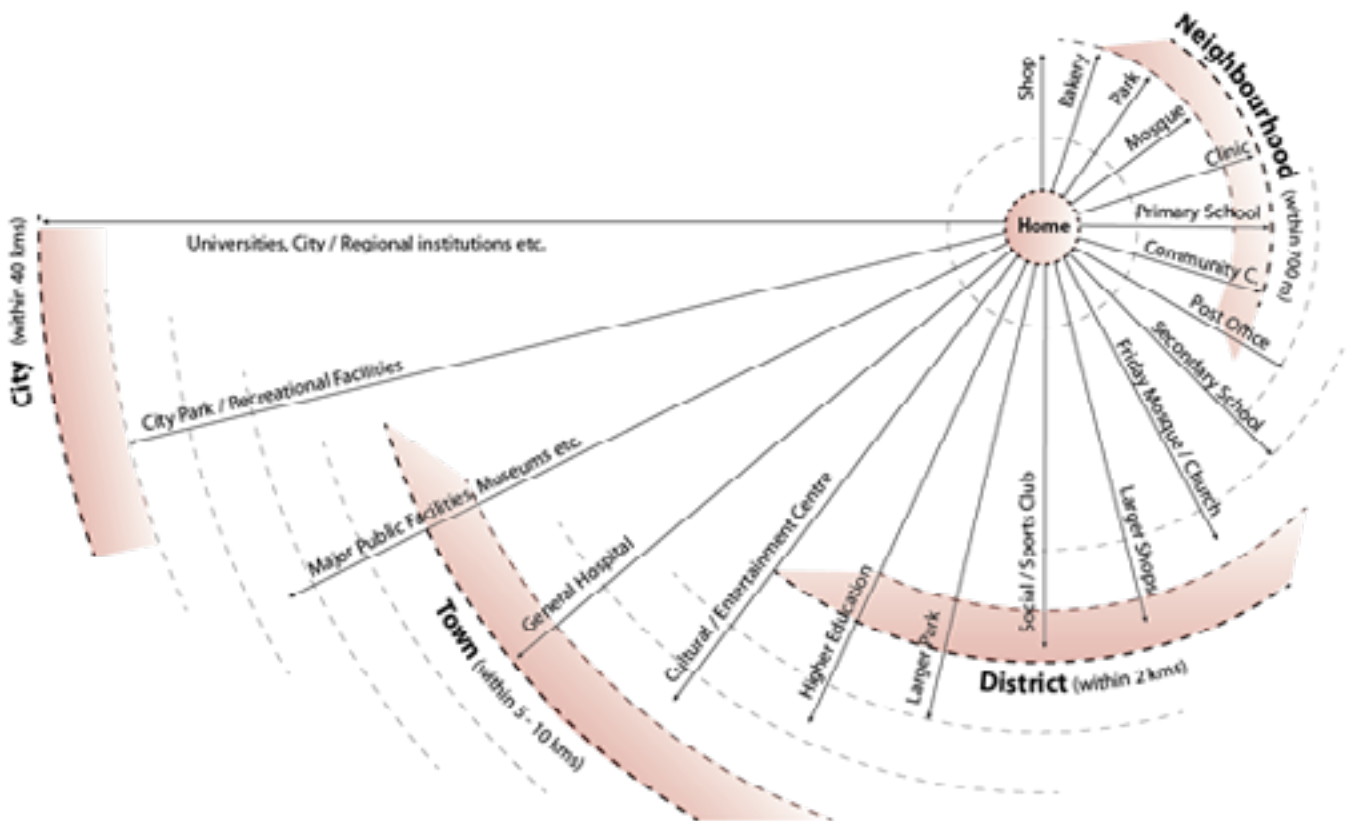 Home
Shop
Bakery
Park
Mosque
Clinic
Primary School
Community C.
Post Office
secondary School
Friday Mosque / Church
Larger Shops
Social / Sports Club
Larger Park
Higher Education
Cultural / Entertainment Centre
General Hospital
Major Public Facilities, Museums etc.
City Park / Recreational Facilities
Universities, City / Regional institutions etc.
Neighbourhood (within
District (within 2 kms)
Town (within 5 - 10 kms)
City (within 40 kms)